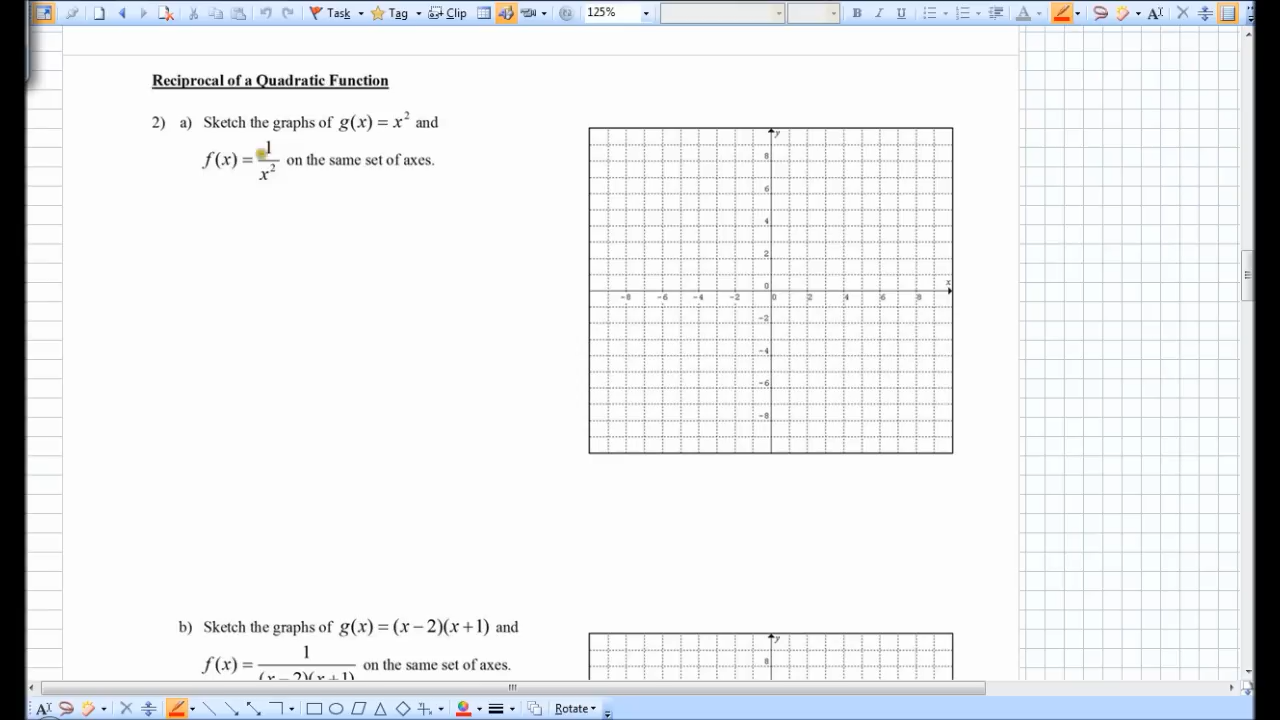 Task
Tag
Clip
125%
B I U
A
Reciprocal of a Quadratic Function
2) a) Sketch the graphs of g(x) = x² and
f(x) = 1/x² on the same set of axes.
y
8
6
4
2
0
x
-8 -6 -4 -2 0 2 4 6 8
-2
-4
-6
-8
b) Sketch the graphs of g(x) = (x − 2)(x + 1) and
f(x) = 1/(x − 2)(x + 1) on the same set of axes.
y
8
Rotate